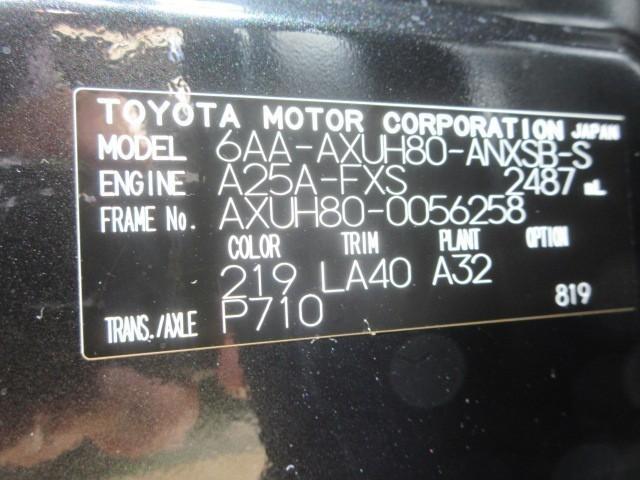 TOYOTA MOTOR CORPORATION JAPAN
MODEL 6AA-AXUH80-ANXSB-S
ENGINE A25A-FXS 2487 mL
FRAME No. AXUH80-0056258
COLOR TRIM PLANT OPTION
219 LA40 A32
TRANS./AXLE P710 819